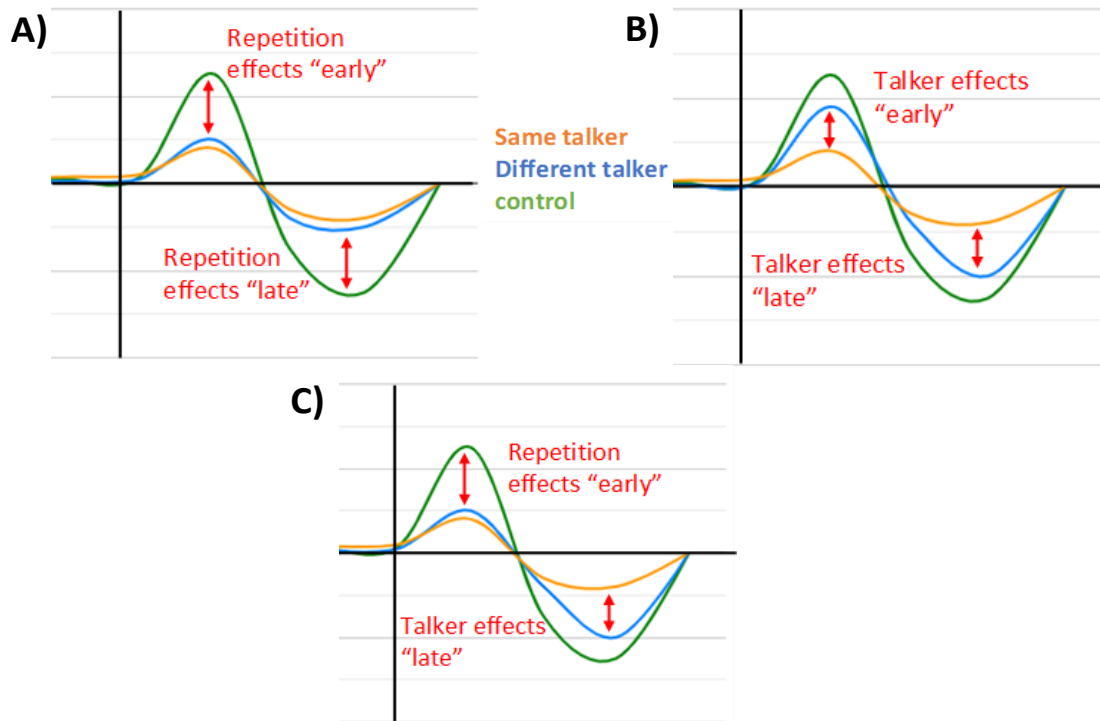 A)
Repetition
effects “early”
Repetition
effects “late”
Same talker
Different talker
control
B)
Talker effects
“early”
Talker effects
“late”
C)
Repetition
effects “early”
Talker effects
“late”